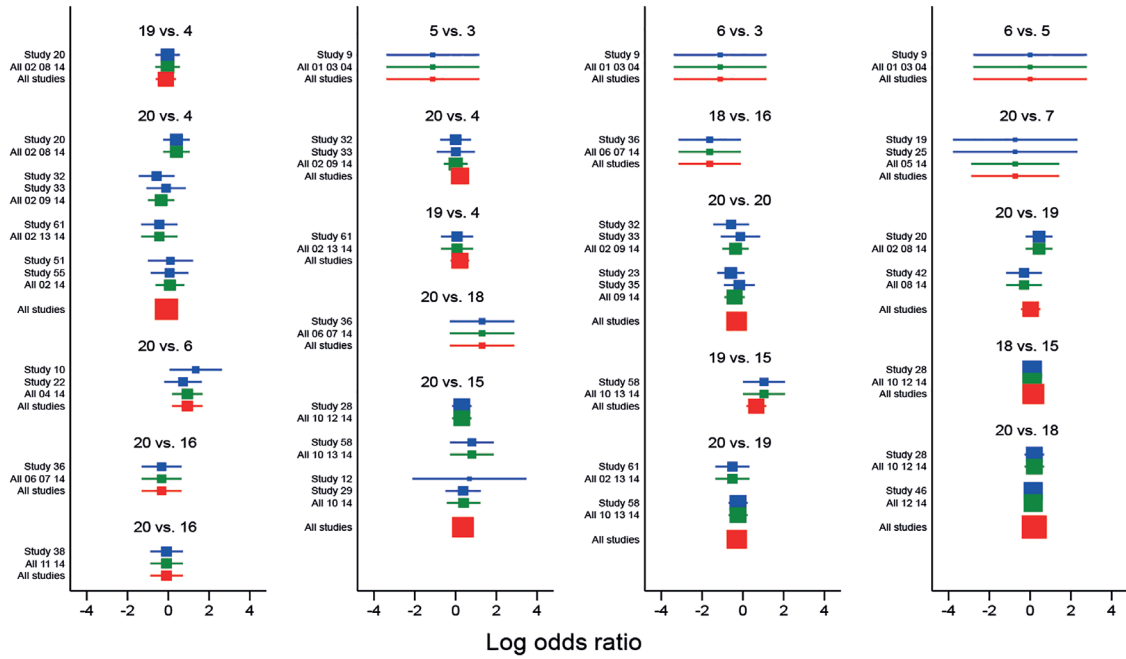 19 vs. 4
Study 20
All 02 08 14
All studies
20 vs. 4
Study 20
All 02 08 14
Study 32
Study 33
All 02 09 14
Study 61
All 02 13 14
Study 51
Study 55
All 02 14
All studies
20 vs. 6
Study 10
Study 22
All 04 14
All studies
20 vs. 16
Study 36
All 06 07 14
All studies
20 vs. 16
Study 38
All 11 14
All studies
-4 -2 0 2 4
5 vs. 3
Study 9
All 01 03 04
All studies
20 vs. 4
Study 32
Study 33
All 02 09 14
All studies
19 vs. 4
Study 61
All 02 13 14
All studies
20 vs. 18
Study 36
All 06 07 14
All studies
20 vs. 15
Study 28
All 10 12 14
Study 58
All 10 13 14
Study 12
Study 29
All 10 14
All studies
-4 -2 0 2 4
6 vs. 3
Study 9
All 01 03 04
All studies
18 vs. 16
Study 36
All 06 07 14
All studies
20 vs. 20
Study 32
Study 33
All 02 09 14
Study 23
Study 35
All 09 14
All studies
19 vs. 15
Study 58
All 10 13 14
All studies
20 vs. 19
Study 61
All 02 13 14
Study 58
All 10 13 14
All studies
-4 -2 0 2 4
6 vs. 5
Study 9
All 01 03 04
All studies
20 vs. 7
Study 19
Study 25
All 05 14
All studies
20 vs. 19
Study 20
All 02 08 14
Study 42
All 08 14
All studies
18 vs. 15
Study 28
All 10 12 14
All studies
20 vs. 18
Study 28
All 10 12 14
Study 46
All 12 14
All studies
-4 -2 0 2 4
Log odds ratio